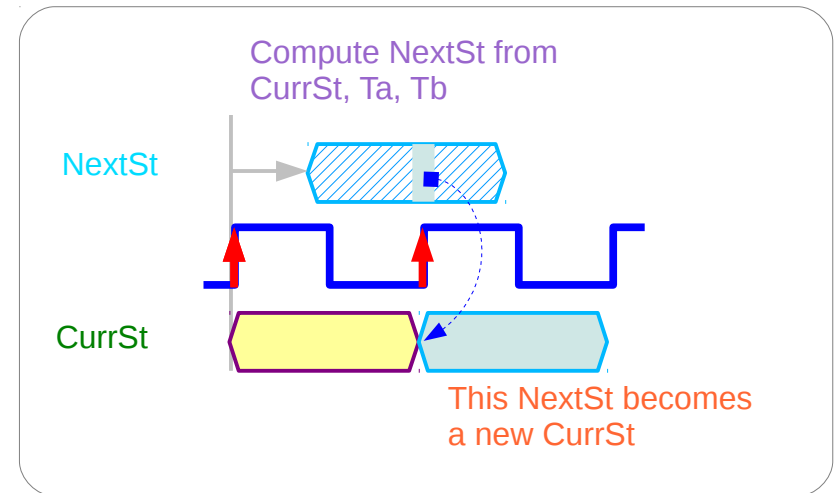 Compute NextSt from
CurrSt, Ta, Tb
NextSt
CurrSt
This NextSt becomes
a new CurrSt